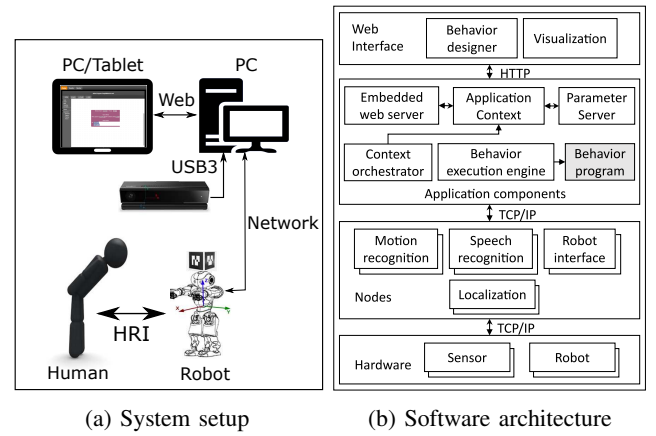 PC/Tablet
PC
Web
USB3
Network
HRI
Human
Robot
(a) System setup
Web
Interface
Behavior
designer
Visualization
HTTP
Embedded
web server
Application
Context
Parameter
Server
Context
orchestrator
Behavior
execution engine
Behavior
program
Application components
TCP/IP
Motion
recognition
Speech
recognition
Robot
interface
Nodes
Localization
TCP/IP
Hardware
Sensor
Robot
(b) Software architecture